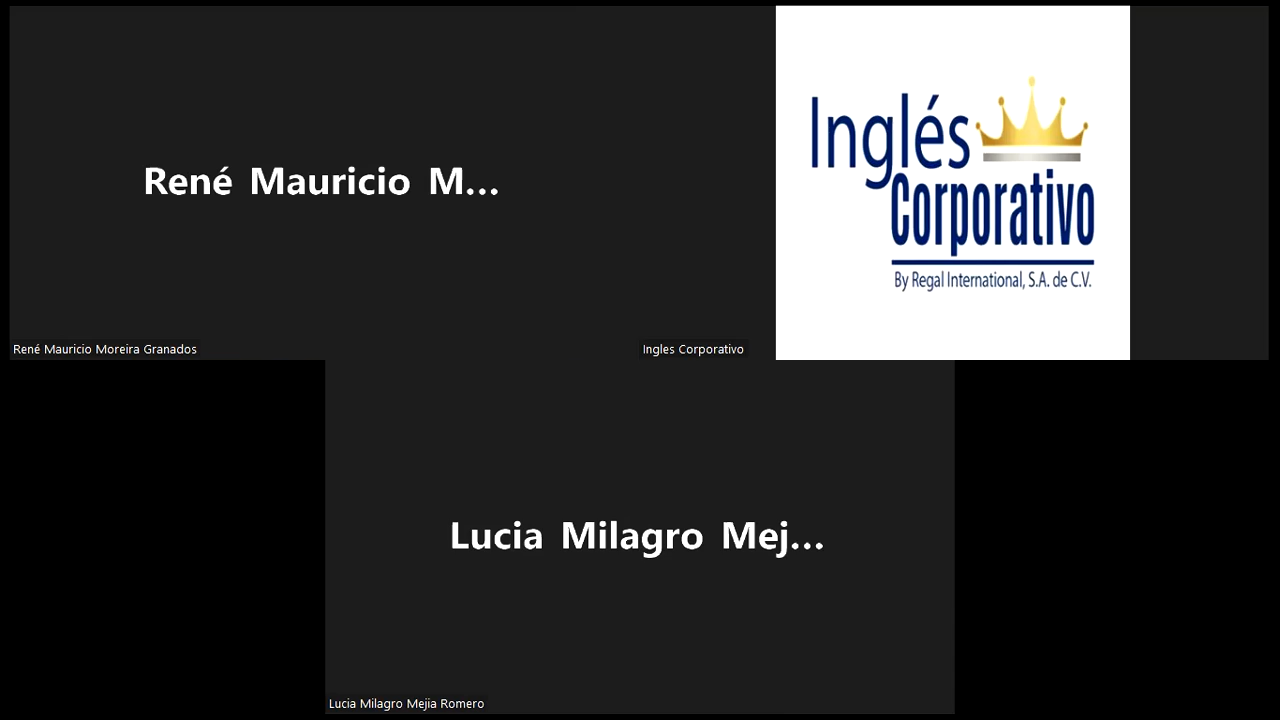 René Mauricio M...
René Mauricio Moreira Granados
Inglés
Corporativo
By Regal International, S.A. de C.V.
Ingles Corporativo
Lucia Milagro Mej...
Lucia Milagro Mejia Romero